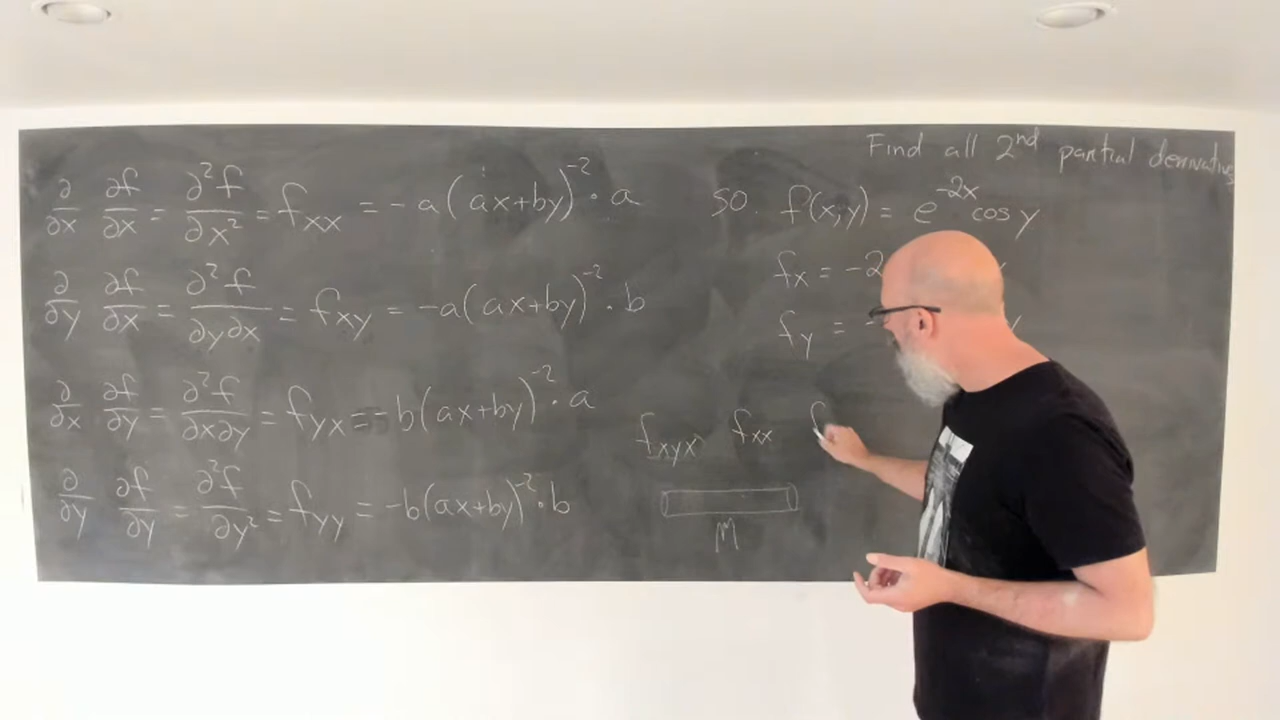 ∂/∂x ∂f/∂x = ∂²f/∂x² = fxx = -a(ax+by)⁻² · a
∂/∂y ∂f/∂x = ∂²f/∂y∂x = fxy = -a(ax+by)⁻² · b
∂/∂x ∂f/∂y = ∂²f/∂x∂y = fyx = -b(ax+by)⁻² · a
∂/∂y ∂f/∂y = ∂²f/∂y² = fyy = -b(ax+by)⁻² · b
Find all 2nd partial derivatives
so f(x,y) = e^-2x cos y
fx = -2
fy = -
fxyx fxx f
M